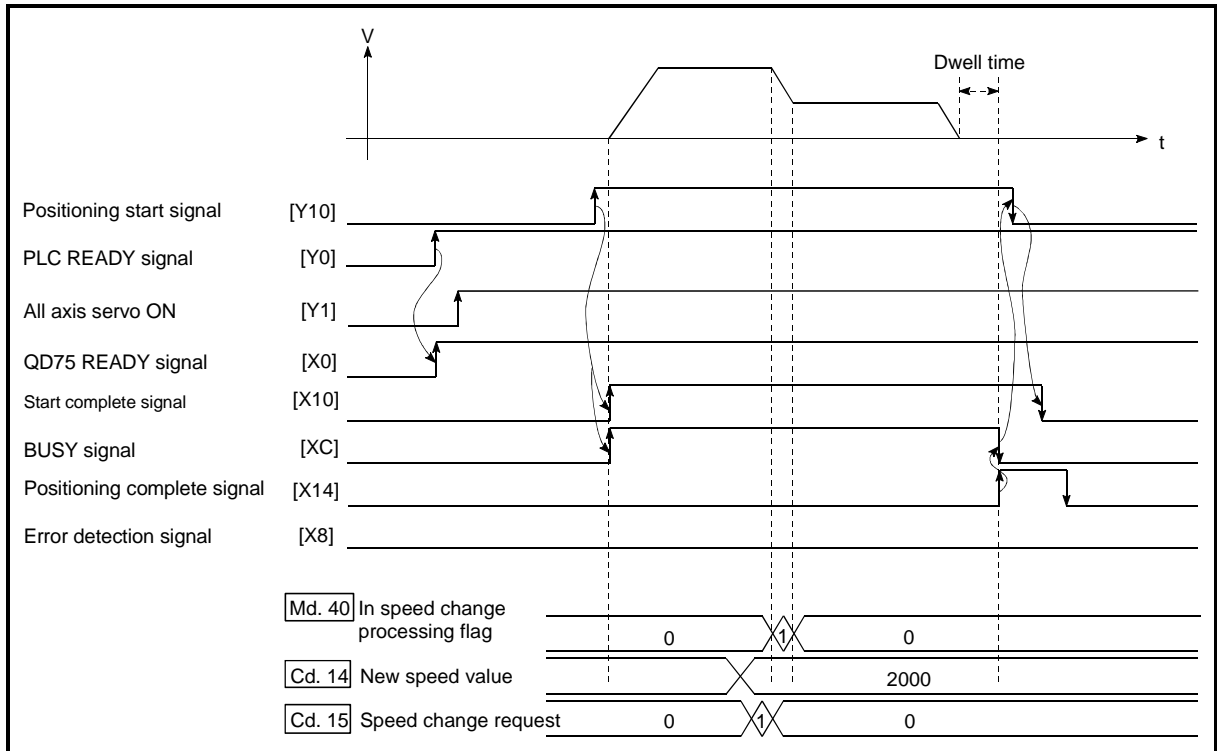 V
Dwell time
t
Positioning start signal [Y10]
PLC READY signal [Y0]
All axis servo ON [Y1]
QD75 READY signal [X0]
Start complete signal [X10]
BUSY signal [XC]
Positioning complete signal [X14]
Error detection signal [X8]
Md. 40 In speed change
processing flag
0 1 0
Cd. 14 New speed value 2000
Cd. 15 Speed change request 0 1 0